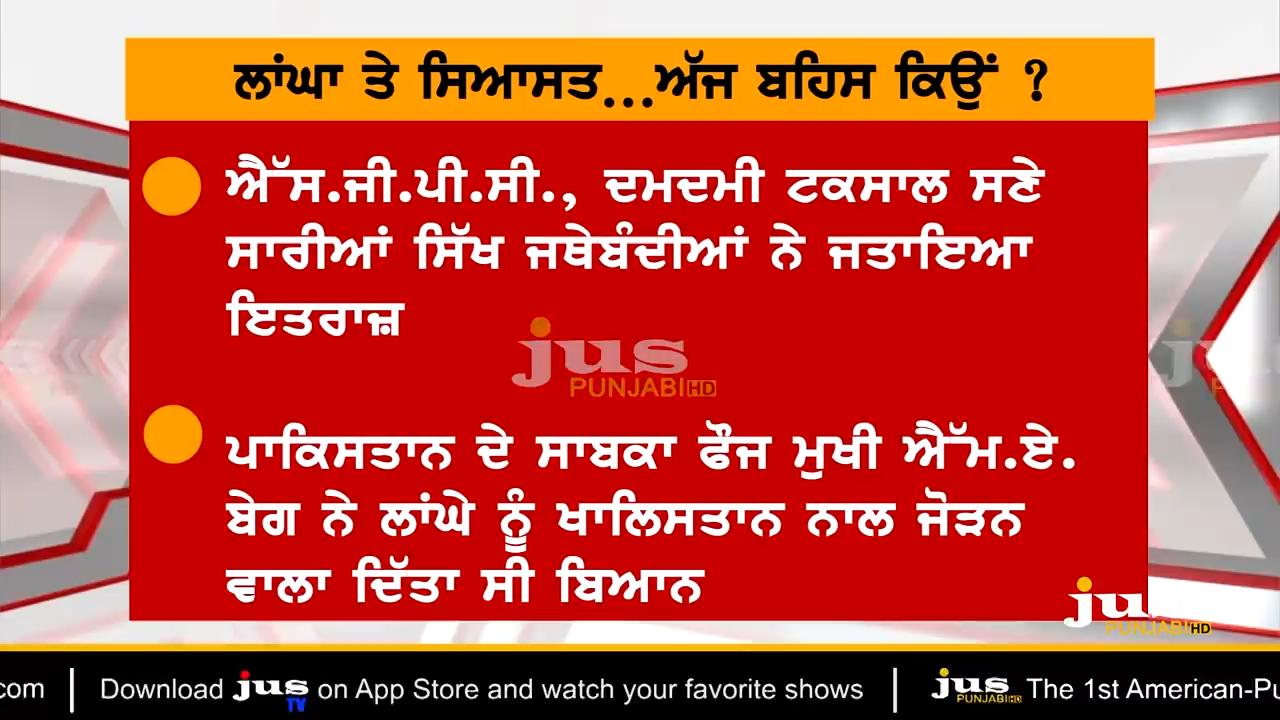 ਲਾਂਘਾ ਤੇ ਸਿਆਸਤ...ਅੱਜ ਬਹਿਸ ਕਿਉਂ ?
ਐੱਸ.ਜੀ.ਪੀ.ਸੀ., ਦਮਦਮੀ ਟਕਸਾਲ ਸਣੇ
ਸਾਰੀਆਂ ਸਿੱਖ ਜਥੇਬੰਦੀਆਂ ਨੇ ਜਤਾਇਆ
ਇਤਰਾਜ਼
jus
PUNJABI HD
ਪਾਕਿਸਤਾਨ ਦੇ ਸਾਬਕਾ ਫੌਜ ਮੁਖੀ ਐੱਮ.ਏ.
ਬੇਗ ਨੇ ਲਾਂਘੇ ਨੂੰ ਖਾਲਿਸਤਾਨ ਨਾਲ ਜੋੜਨ
ਵਾਲਾ ਦਿੱਤਾ ਸੀ ਬਿਆਨ
jus
PUNJABI HD
com | Download jus TV on App Store and watch your favorite shows | jus PUNJABI HD The 1st American-Pu